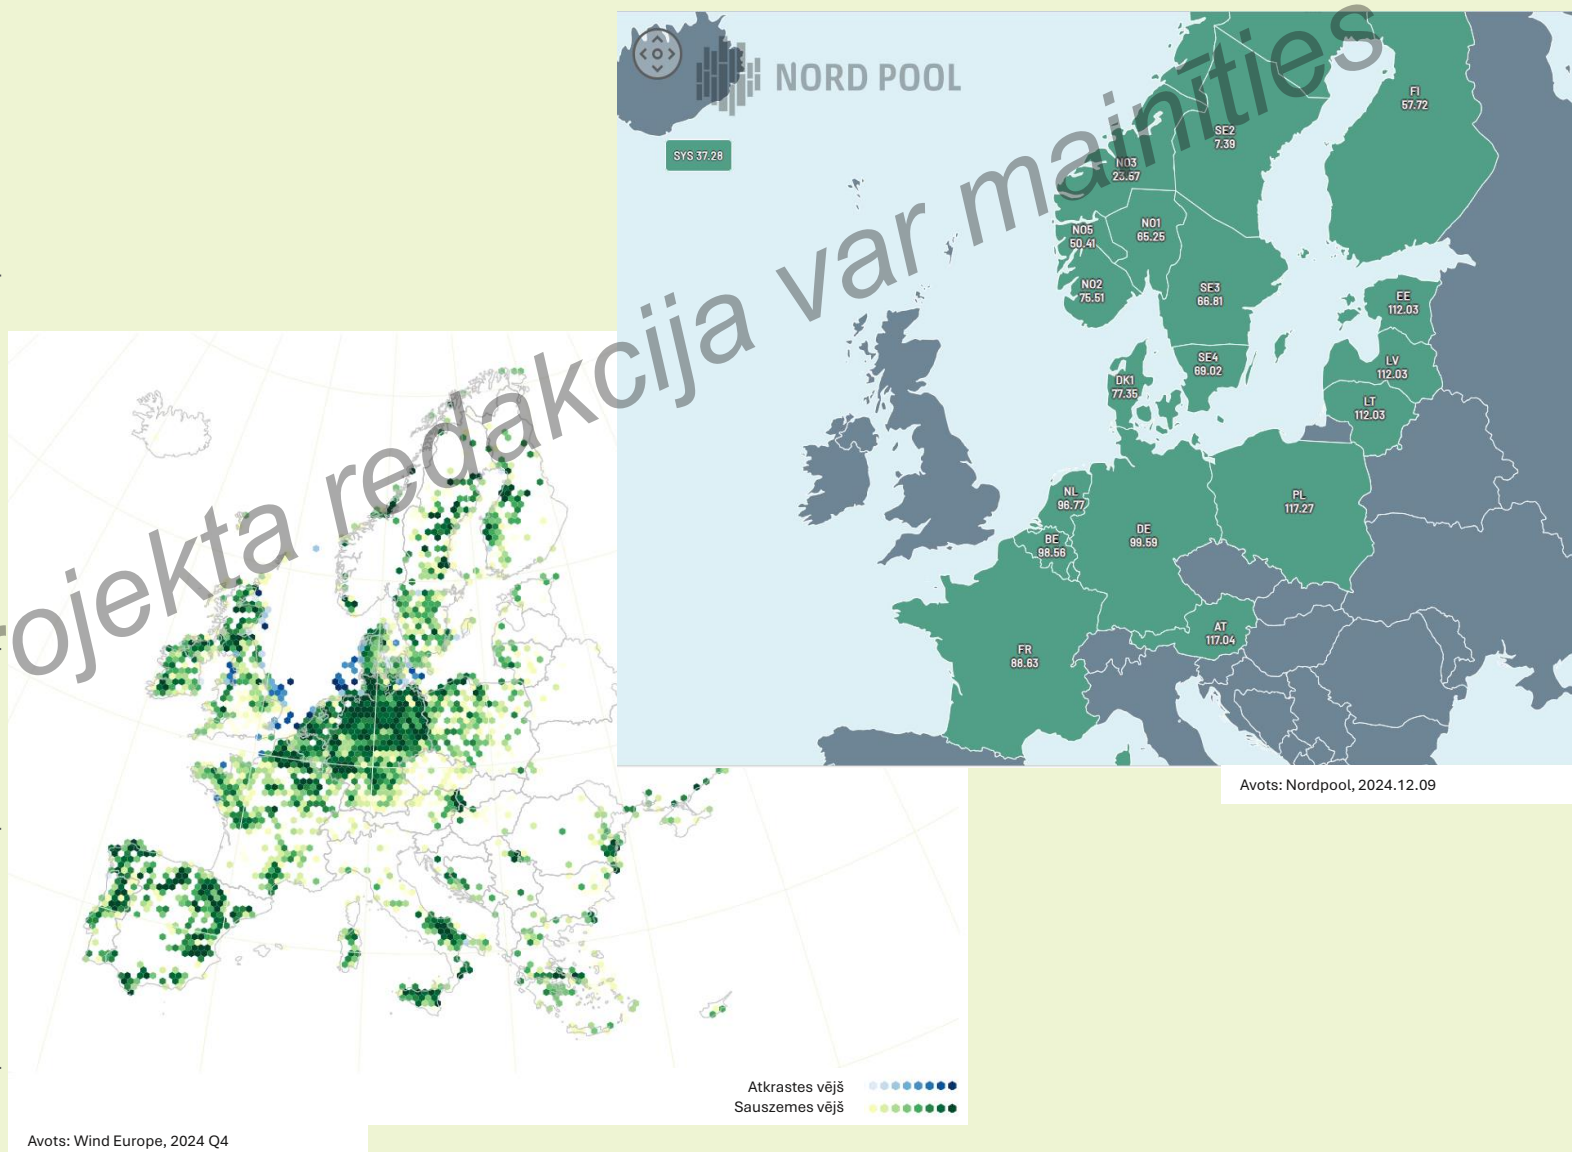 NORD POOL
SYS 37.28
FI
57.72
SE2
7.39
NO3
23.67
NO1
65.25
NO5
50.41
NO2
75.51
SE3
66.81
EE
112.03
LV
112.03
LT
112.03
SE4
69.02
DK1
77.35
NL
96.77
PL
117.27
DE
99.59
BE
98.56
AT
117.04
FR
88.63
Avots: Nordpool, 2024.12.09
rojekta redakcija var mainīties
Atkrastes vējš
Sauszemes vējš
Avots: Wind Europe, 2024 Q4